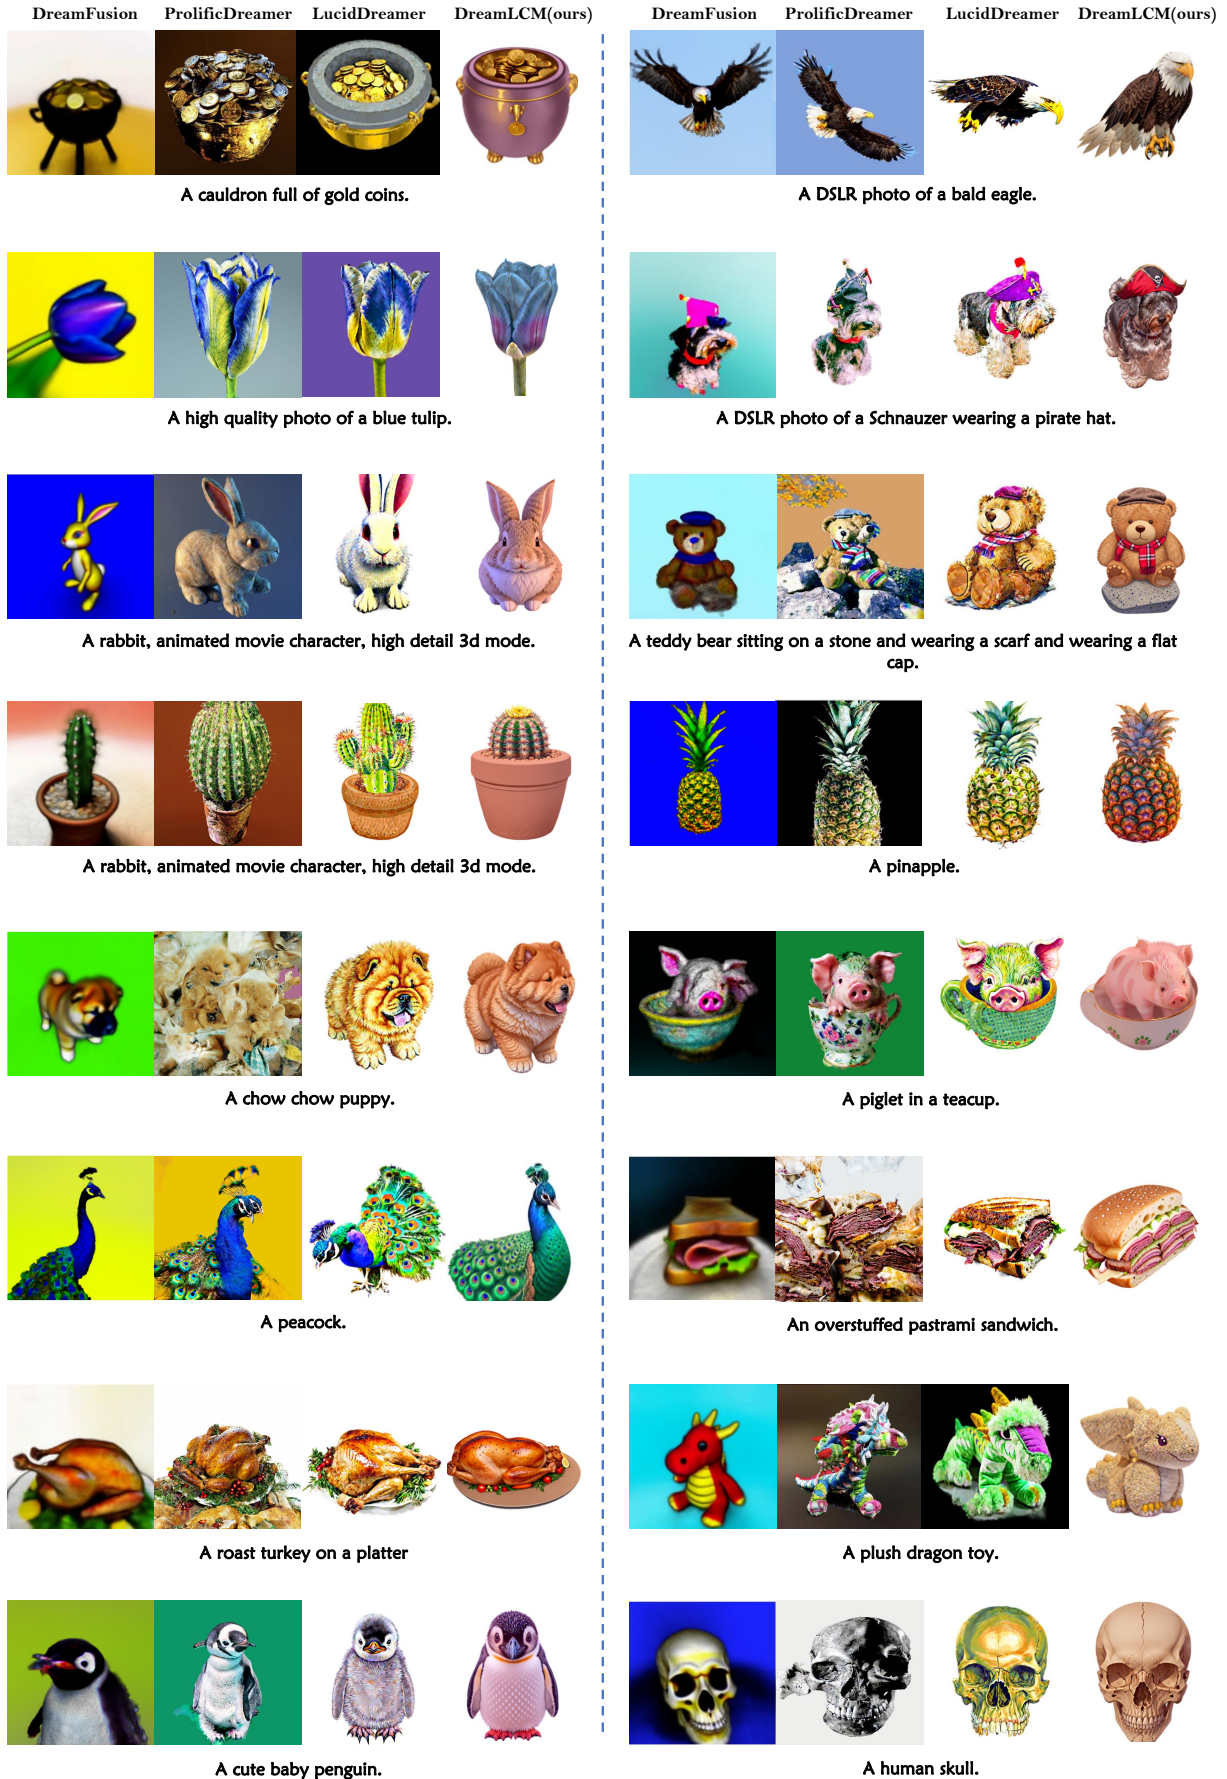 DreamFusion ProlificDreamer LucidDreamer DreamLCM(ours) DreamFusion ProlificDreamer LucidDreamer DreamLCM(ours)
A cauldron full of gold coins.
A DSLR photo of a bald eagle.
A high quality photo of a blue tulip.
A DSLR photo of a Schnauzer wearing a pirate hat.
A rabbit, animated movie character, high detail 3d mode.
A teddy bear sitting on a stone and wearing a scarf and wearing a flat
cap.
A rabbit, animated movie character, high detail 3d mode.
A pinapple.
A chow chow puppy.
A piglet in a teacup.
A peacock.
An overstuffed pastrami sandwich.
A roast turkey on a platter
A plush dragon toy.
A cute baby penguin.
A human skull.